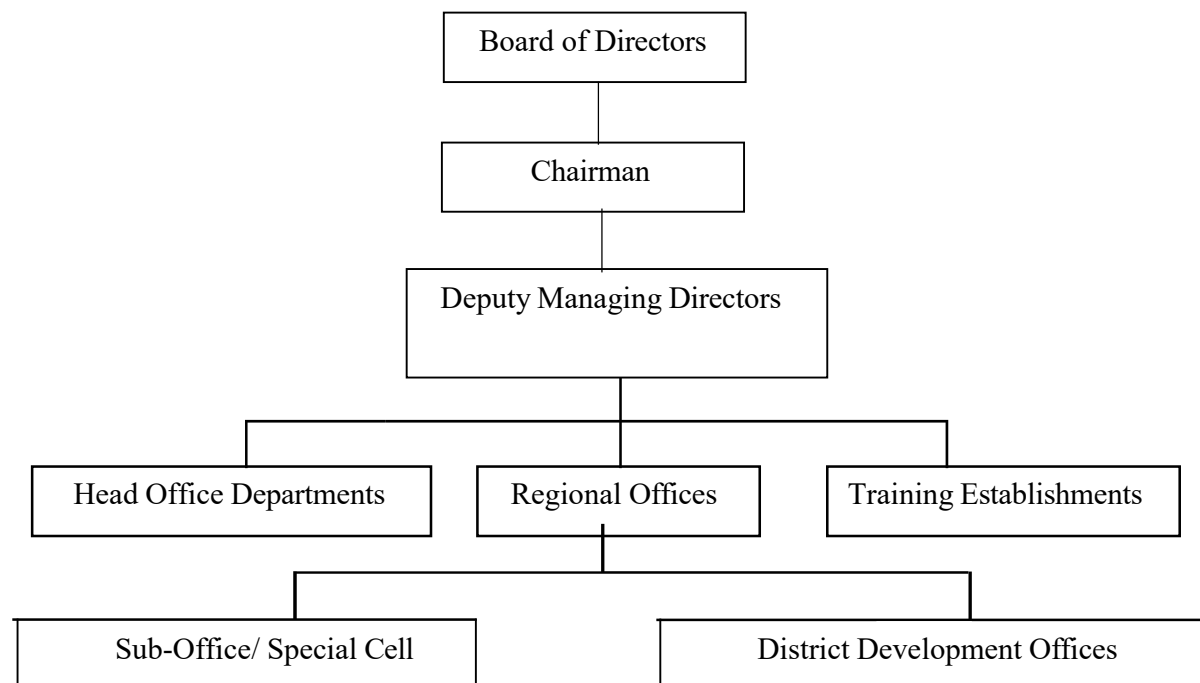 Board of Directors
Chairman
Deputy Managing Directors
Head Office Departments
Regional Offices
Training Establishments
Sub-Office/ Special Cell
District Development Offices